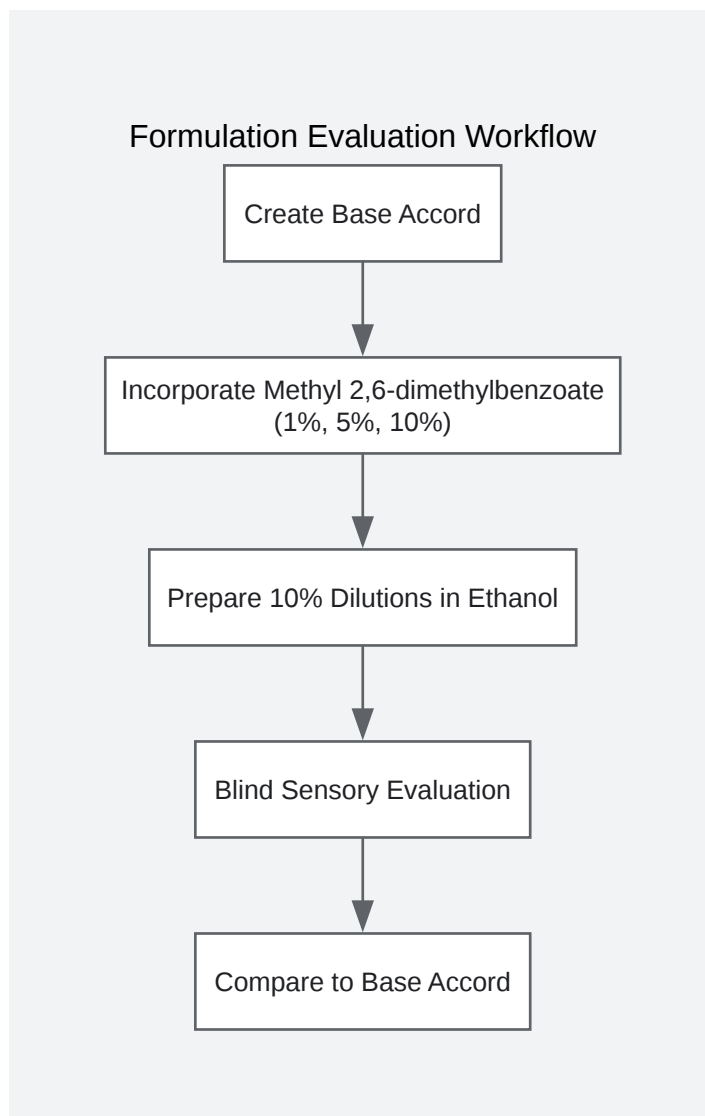 Formulation Evaluation Workflow
Create Base Accord
Incorporate Methyl 2,6-dimethylbenzoate
(1%, 5%, 10%)
Prepare 10% Dilutions in Ethanol
Blind Sensory Evaluation
Compare to Base Accord